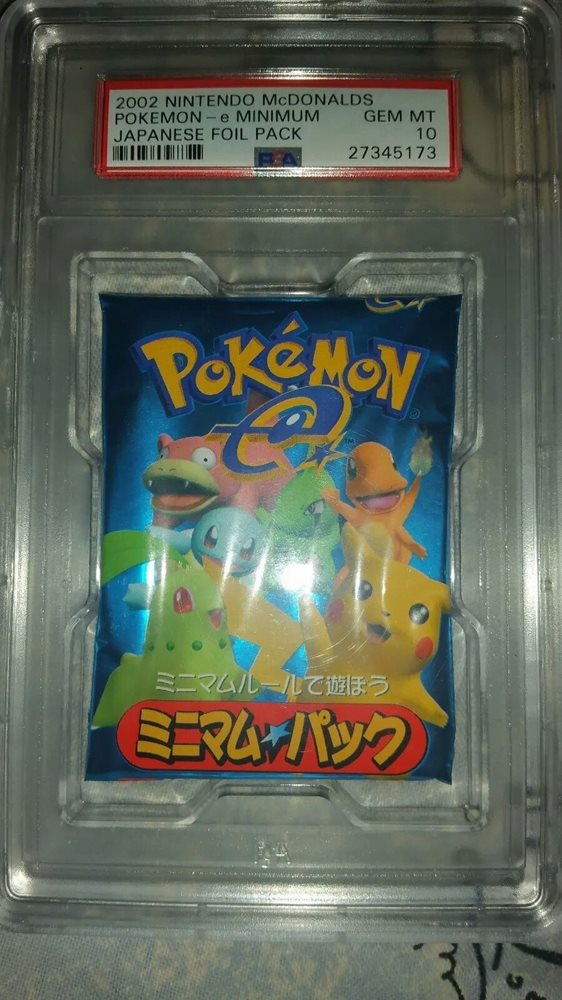 2002 NINTENDO McDONALDS
POKEMON-e MINIMUM GEM MT
JAPANESE FOIL PACK 10
PSA 27345173
POKéMON
e
ミニマムルールで遊ぼう
ミニマム★パック
PSA